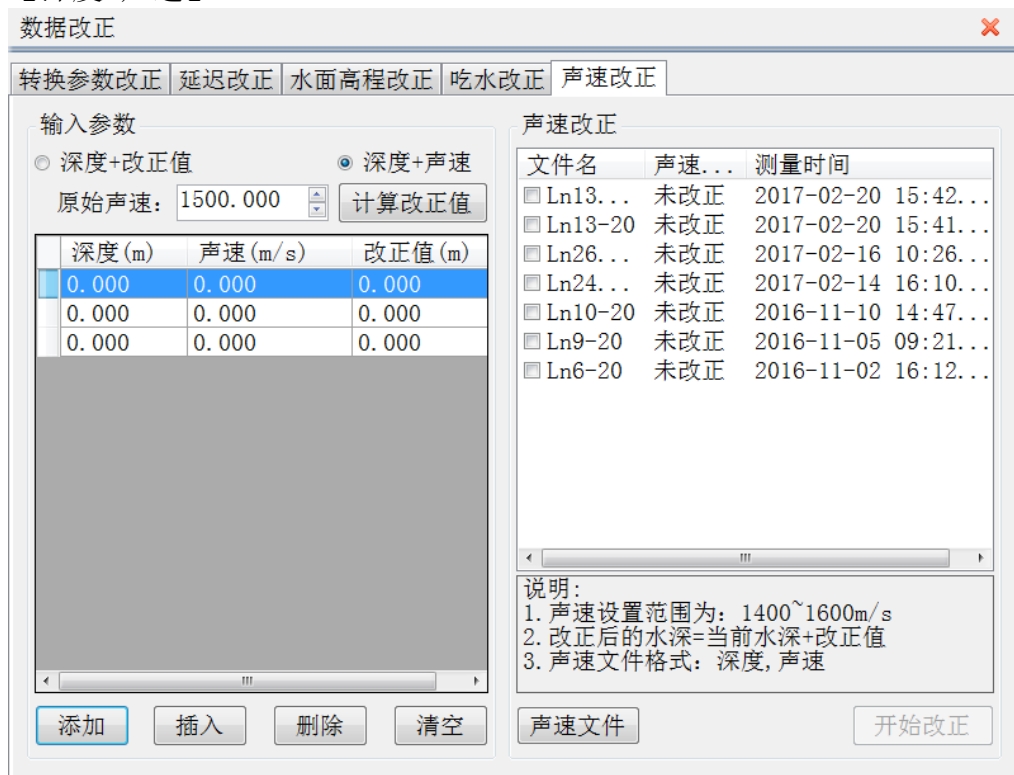 数据改正
转换参数改正 延迟改正 水面高程改正 吃水改正 声速改正
输入参数
深度+改正值 深度+声速
原始声速: 1500.000 计算改正值
深度(m) 声速(m/s) 改正值(m)
0.000 0.000 0.000
0.000 0.000 0.000
0.000 0.000 0.000
添加 插入 删除 清空
声速改正
文件名 声速... 测量时间
Ln13... 未改正 2017-02-20 15:42...
Ln13-20 未改正 2017-02-20 15:41...
Ln26... 未改正 2017-02-16 10:26...
Ln24... 未改正 2017-02-14 16:10...
Ln10-20 未改正 2016-11-10 14:47...
Ln9-20 未改正 2016-11-05 09:21...
Ln6-20 未改正 2016-11-02 16:12...
说明:
1.声速设置范围为: 1400~1600m/s
2.改正后的水深=当前水深+改正值
3.声速文件格式: 深度,声速
声速文件 开始改正